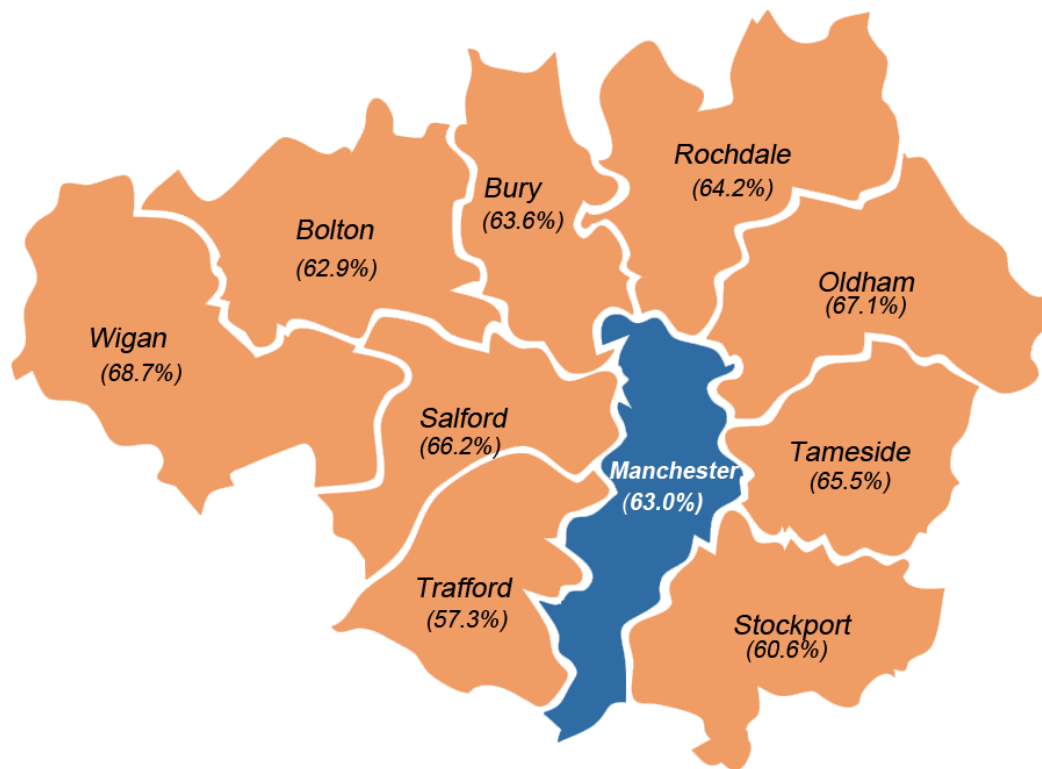 Rochdale
(64.2%)
Bury
(63.6%)
Bolton
(62.9%)
Oldham
(67.1%)
Wigan
(68.7%)
Salford
(66.2%)
Manchester
(63.0%)
Tameside
(65.5%)
Trafford
(57.3%)
Stockport
(60.6%)